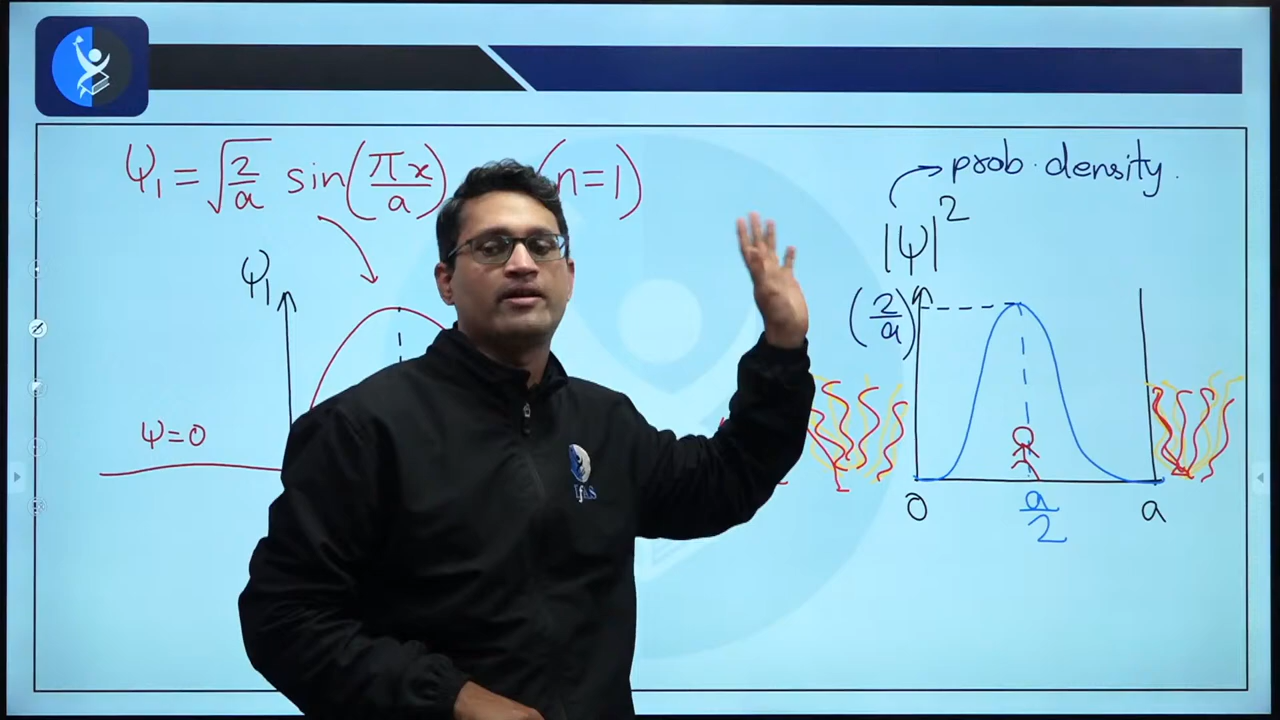 Ψ₁ = √(2/a) sin(πx/a) (n=1)
Ψ₁
ψ=0
prob. density.
|Ψ|²
(2/a)
0
a/2
a
IFAS